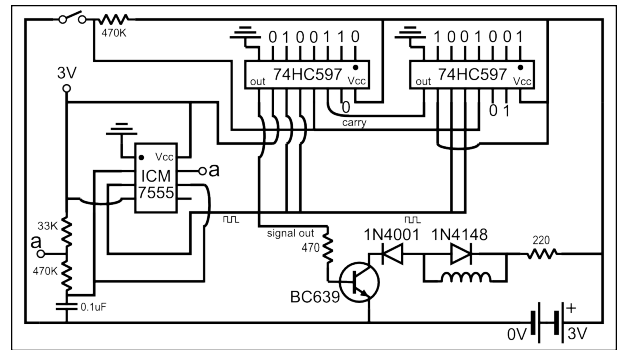 470K
0 1 0 0 1 1 0
1 0 0 1 0 0 1
3V
74HC597
out
Vcc
74HC597
out
Vcc
0
0 1
carry
Vcc
ICM
7555
a
33K
a
470K
0.1uF
signal out
470
1N4001
1N4148
220
BC639
+
0V
3V